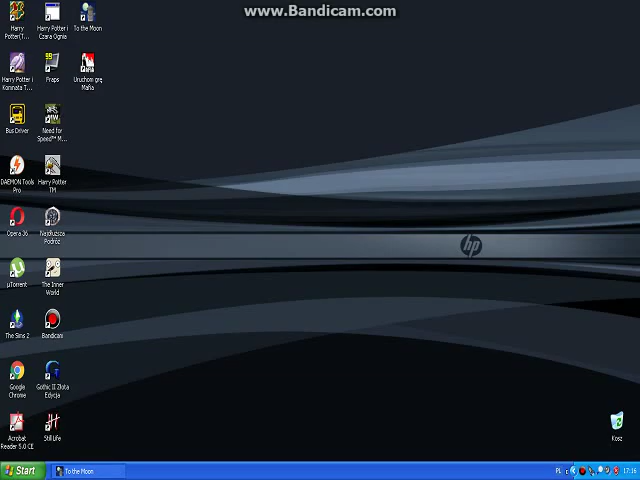 www.Bandicam.com
Harry
Potter(T...
Harry Potter i
Czara Ognia
To the Moon
Harry Potter i
Komnata T...
Fraps
Uruchom grę
Mafia
Bus Driver
Need for
Speed™ M...
DAEMON Tools
Pro
Harry Potter
TM
Opera 36
Najdłuższa
Podróż
µTorrent
The Inner
World
The Sims 2
Bandicam
Google
Chrome
Gothic II Złota
Edycja
Acrobat
Reader 5.0 CE
Still Life
hp
Kosz
Start
To the Moon
PL
17:16